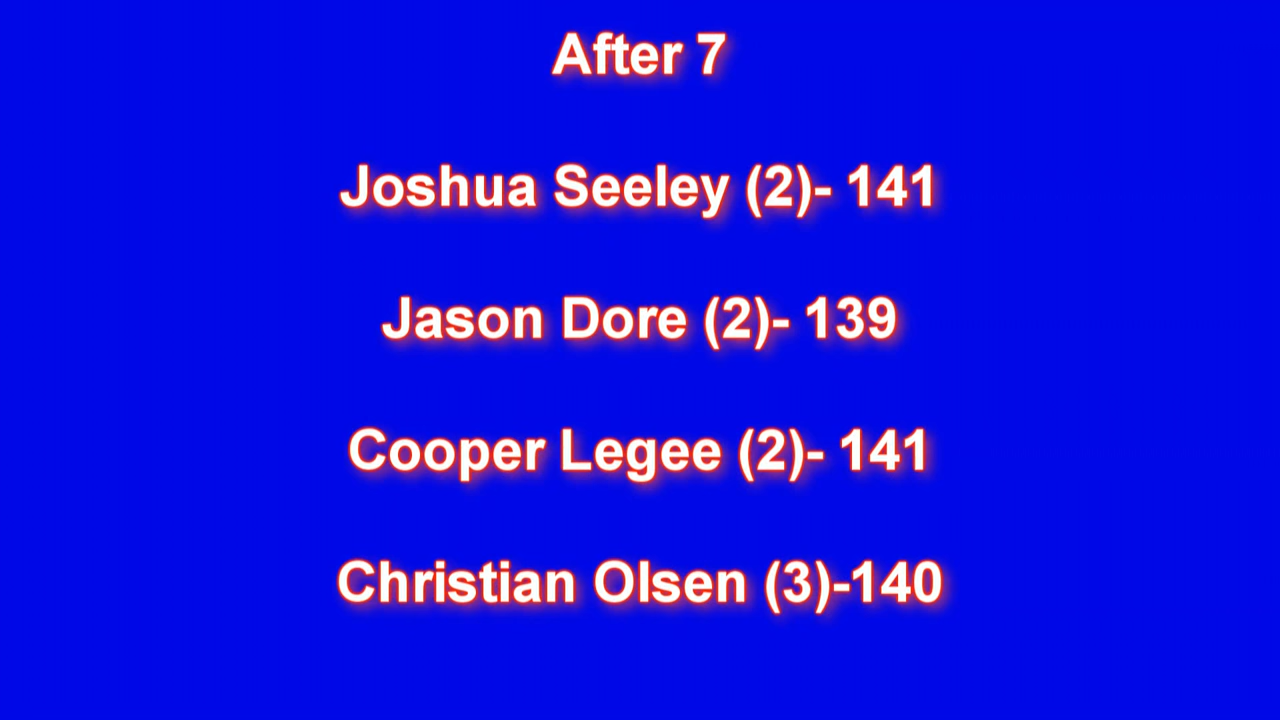 After 7
Joshua Seeley (2)- 141
Jason Dore (2)- 139
Cooper Legee (2)- 141
Christian Olsen (3)-140